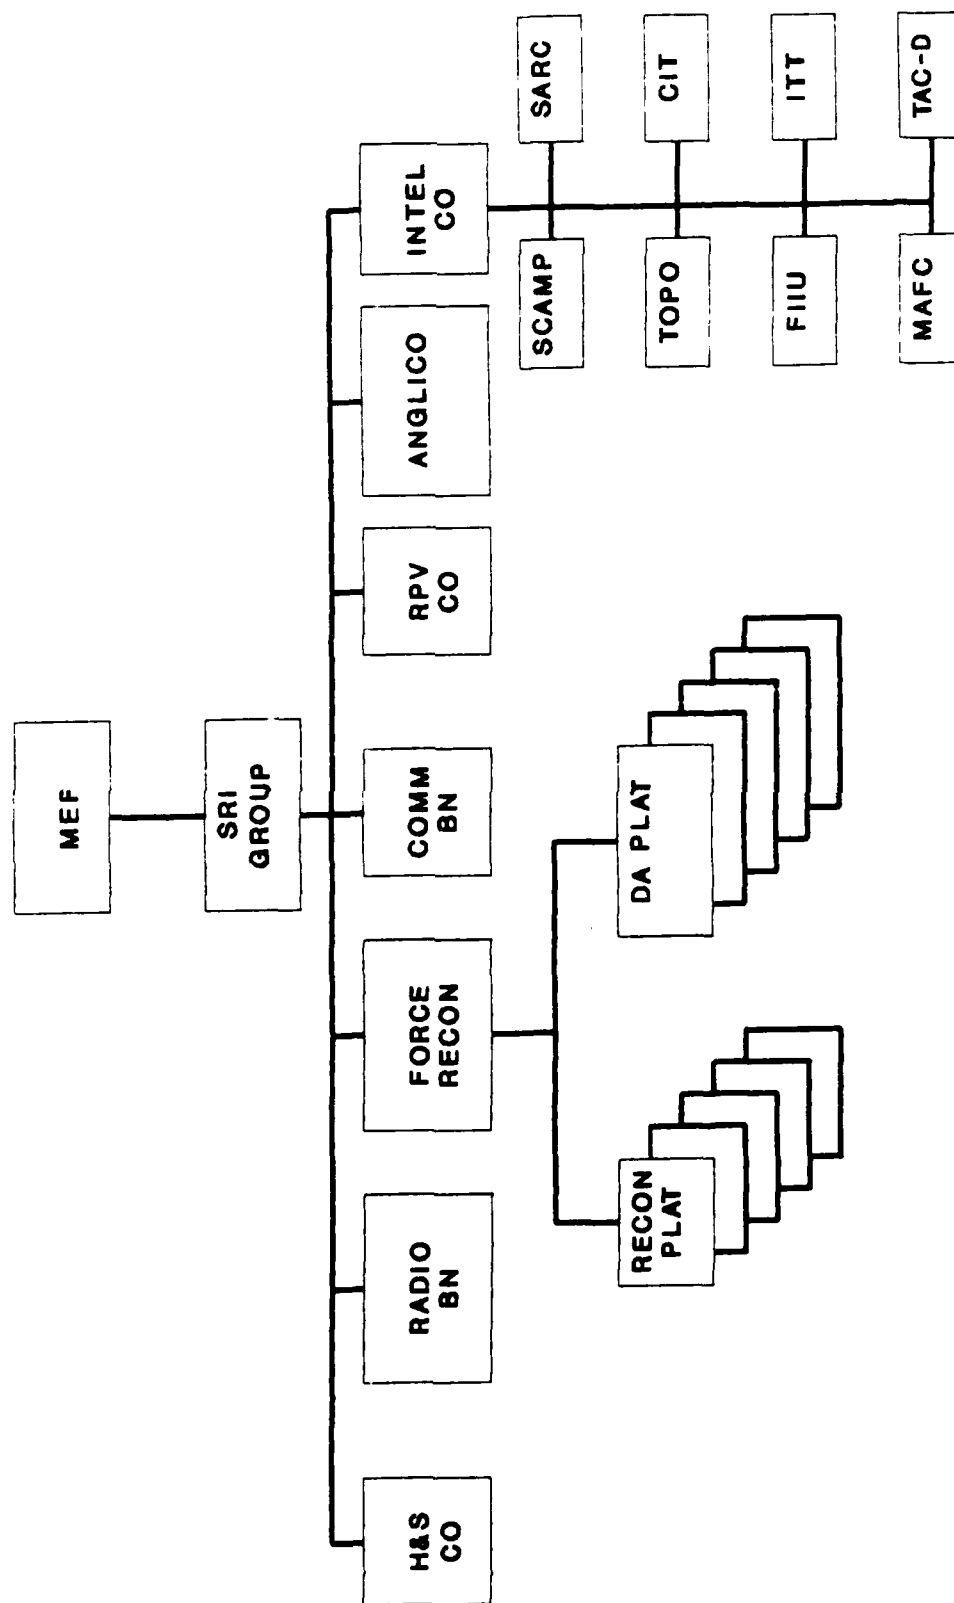 MEF
SRI
GROUP
H&S
CO
RADIO
BN
FORCE
RECON
COMM
BN
RPV
CO
ANGLICO
INTEL
CO
RECON
PLAT
DA PLAT
SCAMP
SARC
TOPO
CIT
FIIU
ITT
MAFC
TAC-D